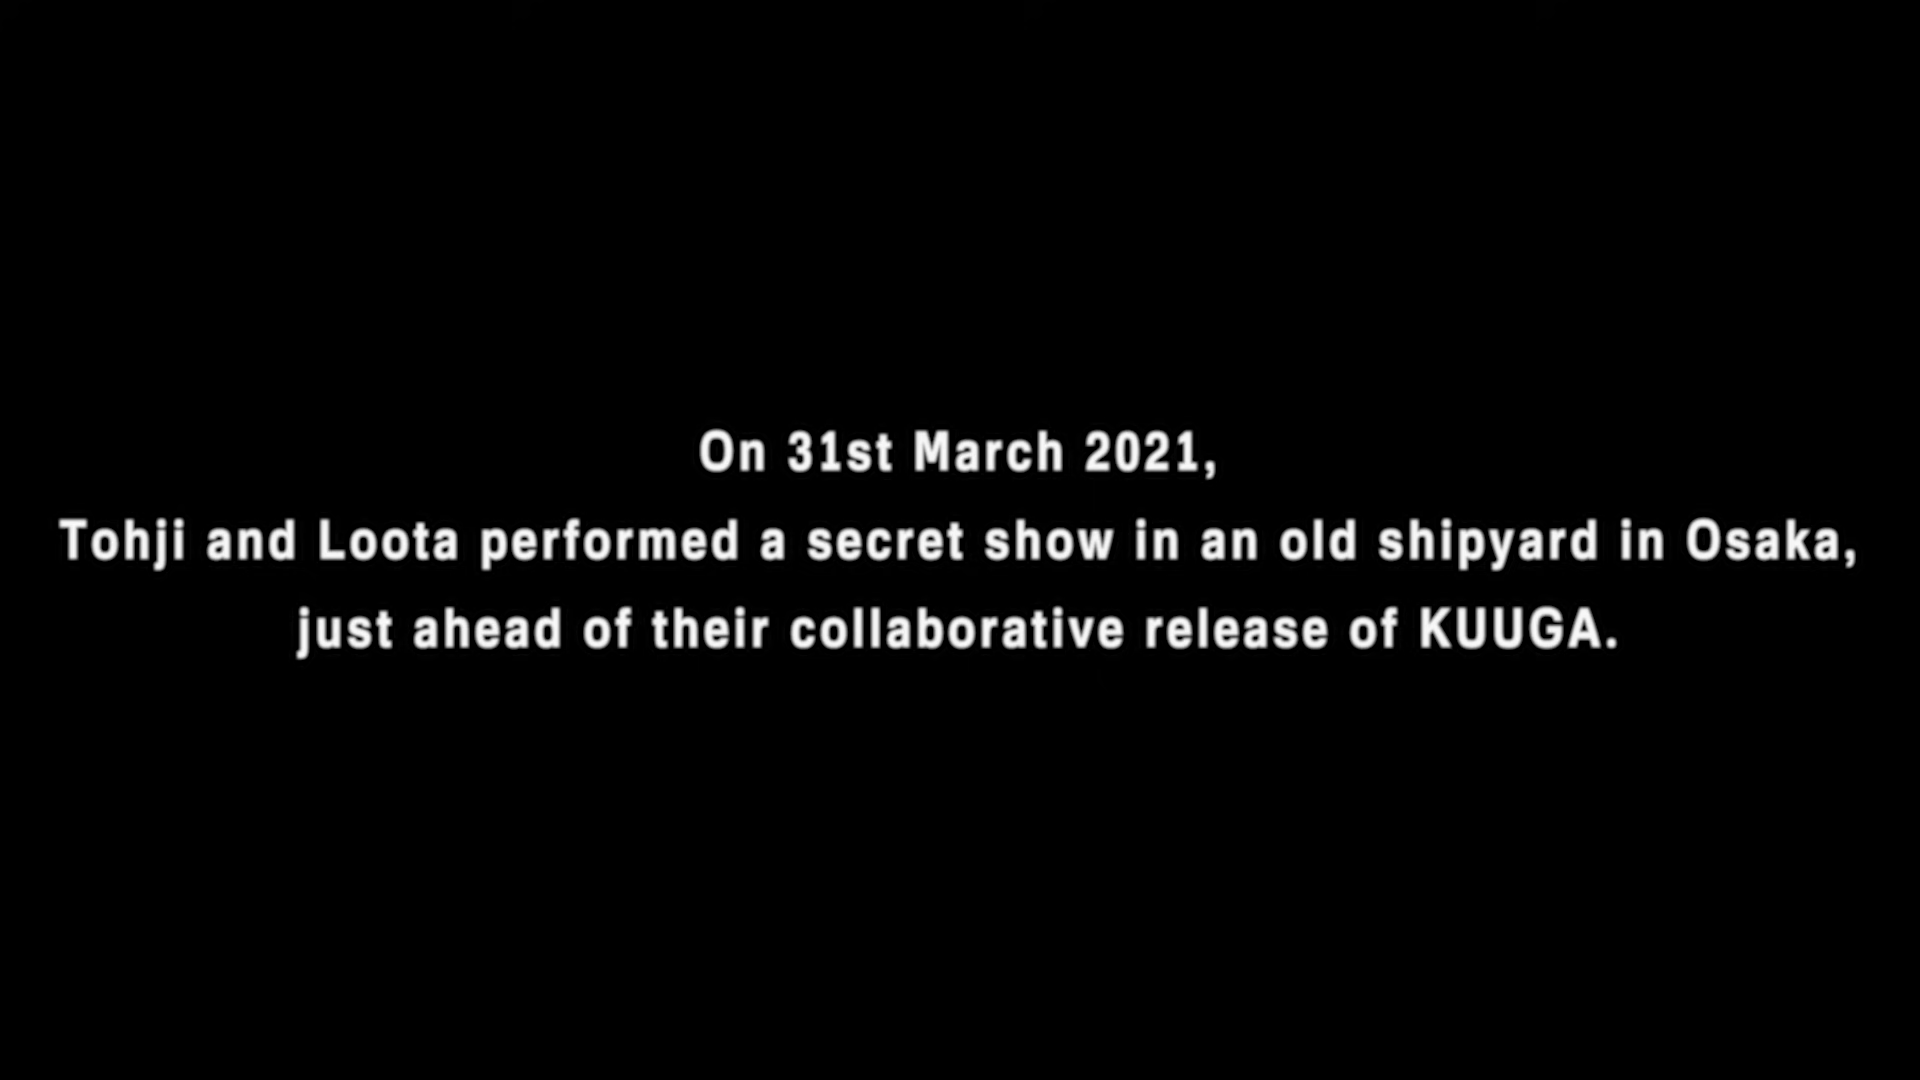 On 31st March 2021,
Tohji and Loota performed a secret show in an old shipyard in Osaka,
just ahead of their collaborative release of KUUGA.